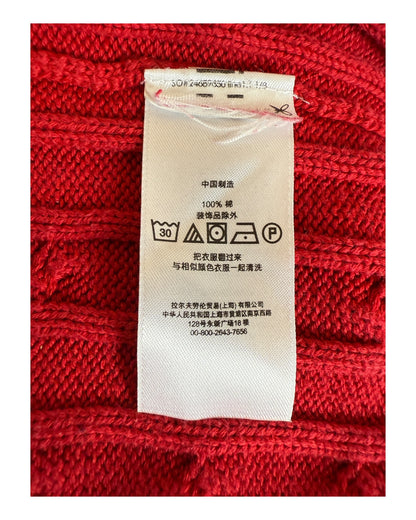 中国制造
100% 棉
装饰品除外
30 P
把衣服翻过来
与相似颜色衣服一起清洗
拉尔夫劳伦贸易(上海)有限公司
中华人民共和国上海市黄浦区南京西路
128号永新广场18楼
00-800-2643-7656